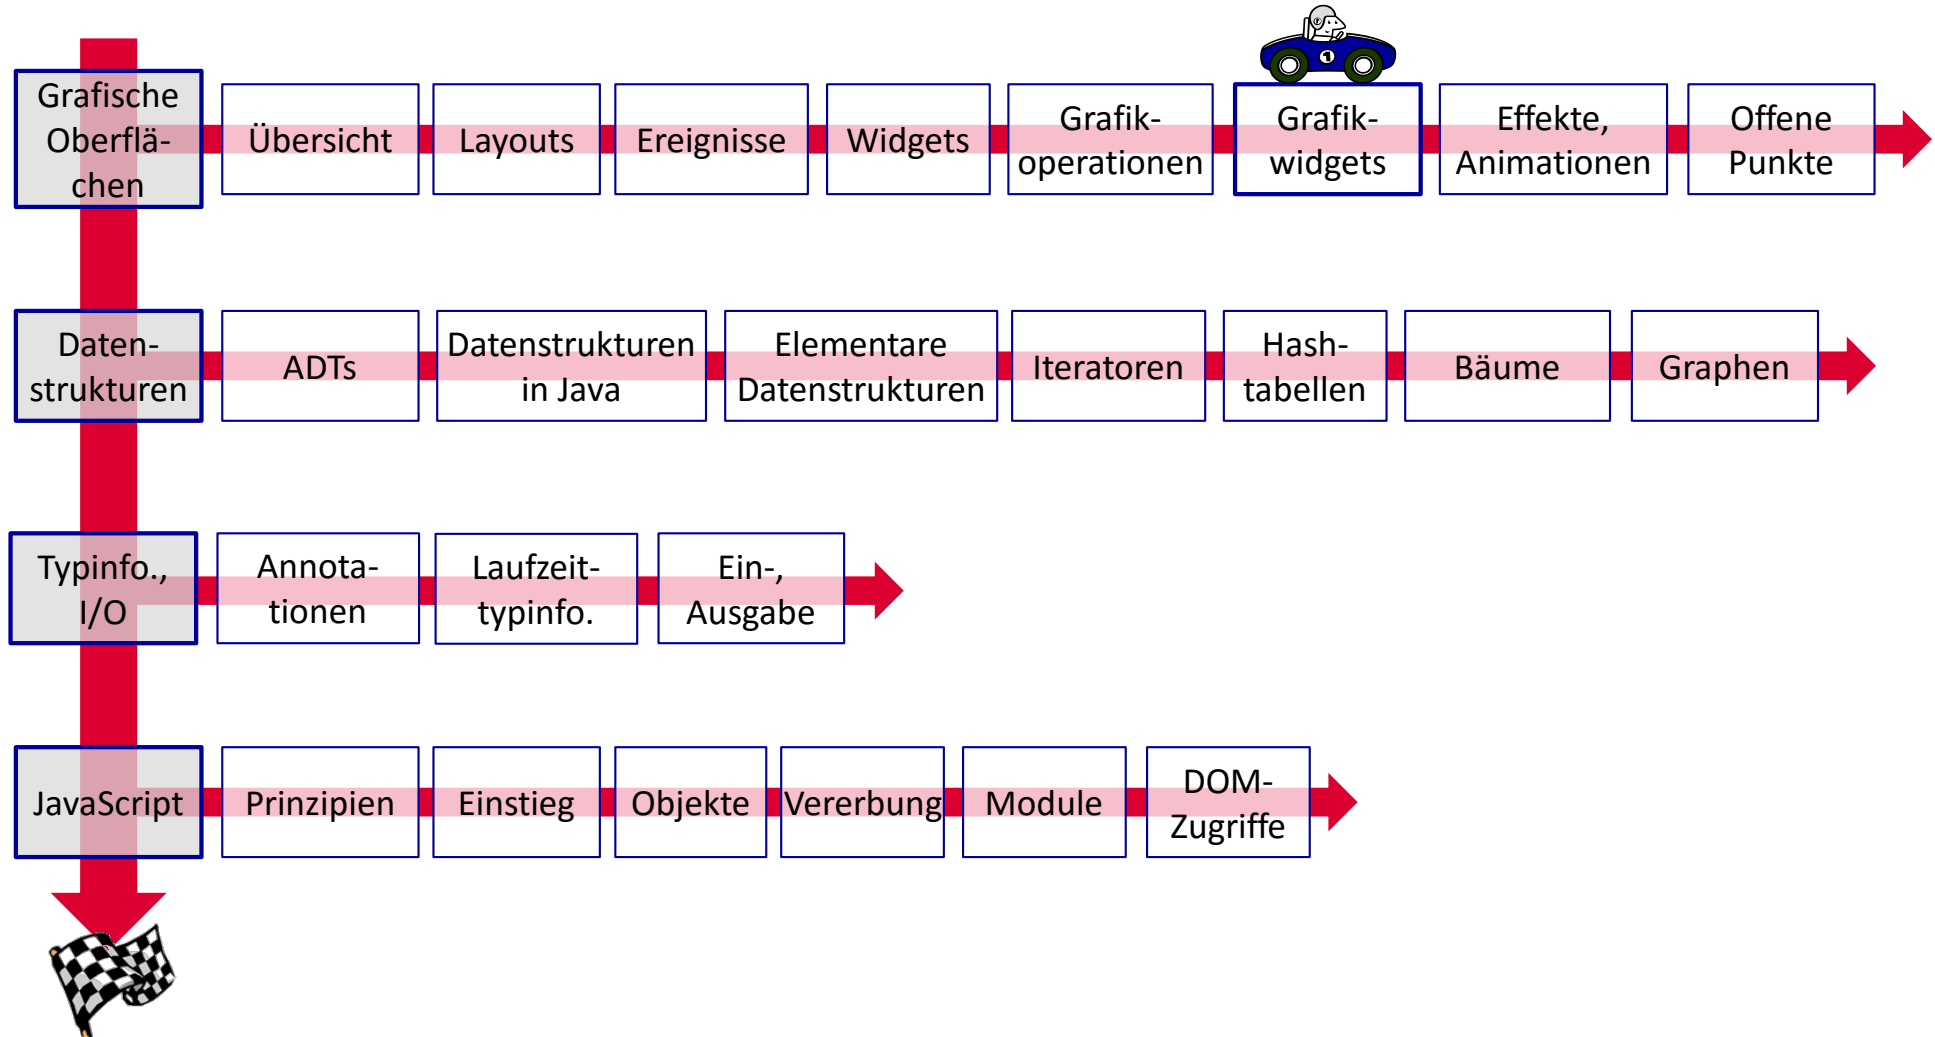 Grafische
Oberflä-
chen
Übersicht
Layouts
Ereignisse
Widgets
Grafik-
operationen
1
Grafik-
widgets
Effekte,
Animationen
Offene
Punkte
Daten-
strukturen
ADTs
Datenstrukturen
in Java
Elementare
Datenstrukturen
Iteratoren
Hash-
tabellen
Bäume
Graphen
Typinfo.,
I/O
Annota-
tionen
Laufzeit-
typinfo.
Ein-,
Ausgabe
JavaScript
Prinzipien
Einstieg
Objekte
Vererbung
Module
DOM-
Zugriffe